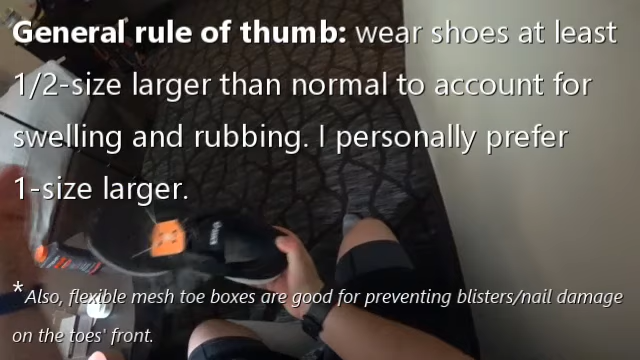 General rule of thumb: wear shoes at least
1/2-size larger than normal to account for
swelling and rubbing. I personally prefer
1-size larger.
*Also, flexible mesh toe boxes are good for preventing blisters/nail damage
on the toes' front.